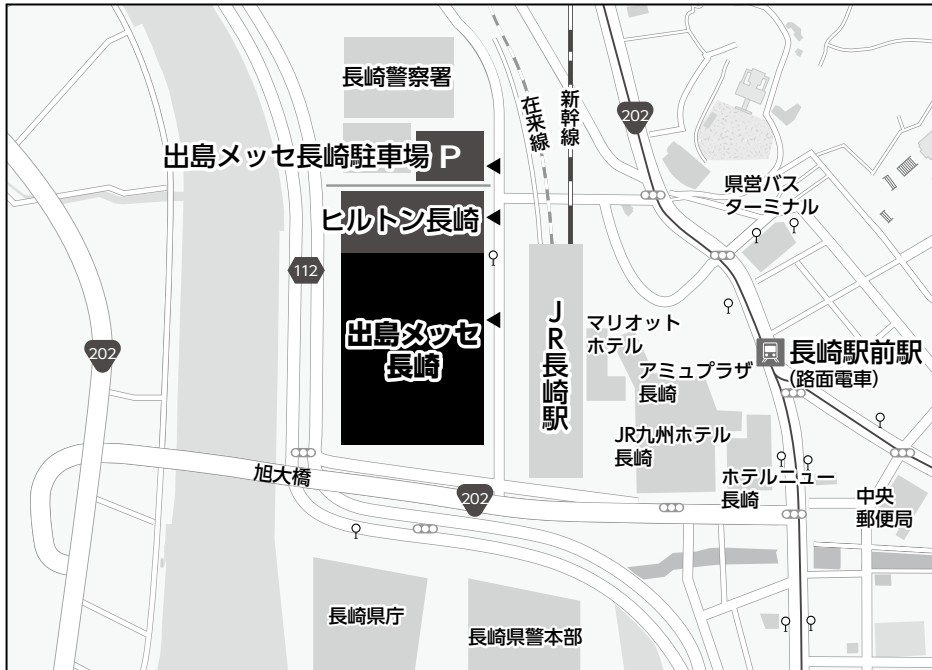 長崎警察署
在来線
新幹線
202
出島メッセ長崎駐車場 P
県営バス
ターミナル
ヒルトン長崎
112
出島メッセ
長崎
JR長崎駅
マリオット
ホテル
長崎駅前駅
(路面電車)
202
アミュプラザ
長崎
JR九州ホテル
長崎
旭大橋
202
ホテルニュー
長崎
中央
郵便局
長崎県庁
長崎県警本部